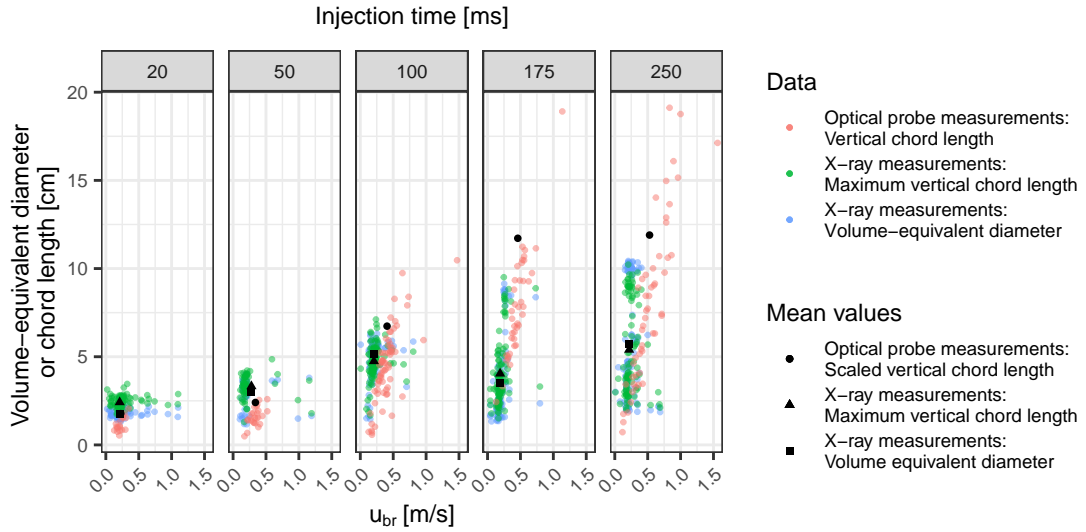 Injection time [ms]
20 50 100 175 250
Volume−equivalent diameter
or chord length [cm]
20
15
10
5
0
0.0 0.5 1.0 1.5 0.0 0.5 1.0 1.5 0.0 0.5 1.0 1.5 0.0 0.5 1.0 1.5 0.0 0.5 1.0 1.5
u_br [m/s]
Data
Optical probe measurements:
Vertical chord length
X−ray measurements:
Maximum vertical chord length
X−ray measurements:
Volume−equivalent diameter
Mean values
Optical probe measurements:
Scaled vertical chord length
X−ray measurements:
Maximum vertical chord length
X−ray measurements:
Volume equivalent diameter